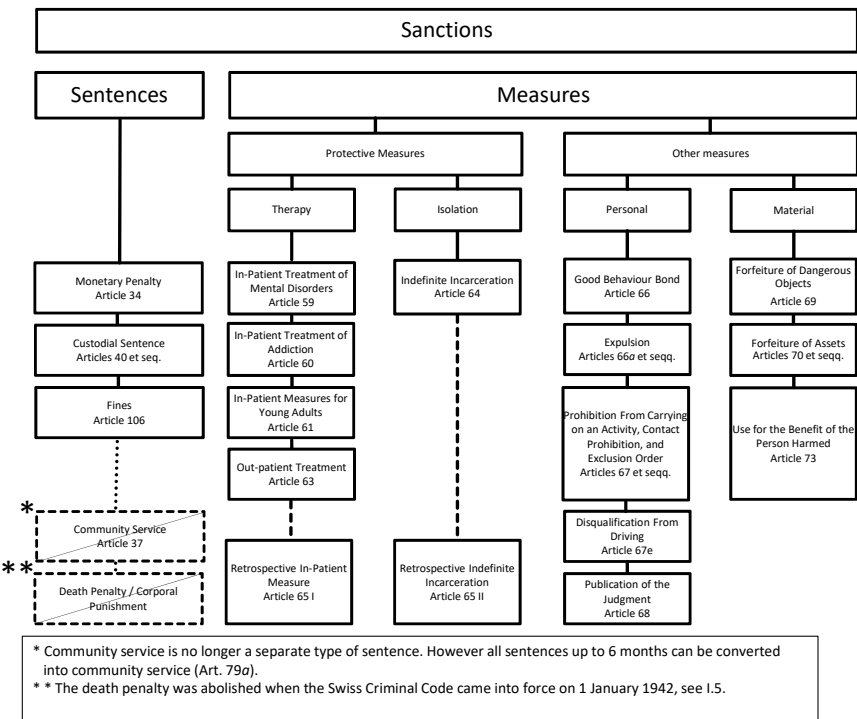 Sanctions
Sentences
Measures
Protective Measures
Other measures
Therapy
Isolation
Personal
Material
Monetary Penalty
Article 34
In-Patient Treatment of
Mental Disorders
Article 59
Indefinite Incarceration
Article 64
Good Behaviour Bond
Article 66
Forfeiture of Dangerous
Objects
Article 69
Custodial Sentence
Articles 40 et seq.
In-Patient Treatment of
Addiction
Article 60
Expulsion
Articles 66a et seqq.
Forfeiture of Assets
Articles 70 et seqq.
Fines
Article 106
In-Patient Measures for
Young Adults
Article 61
Prohibition From Carrying
on an Activity, Contact
Prohibition, and
Exclusion Order
Articles 67 et seqq.
Use for the Benefit of the
Person Harmed
Article 73
Out-patient Treatment
Article 63
*
Community Service
Article 37
Disqualification From
Driving
Article 67e
**
Death Penalty / Corporal
Punishment
Retrospective In-Patient
Measure
Article 65 I
Retrospective Indefinite
Incarceration
Article 65 II
Publication of the
Judgment
Article 68
* Community service is no longer a separate type of sentence. However all sentences up to 6 months can be converted
into community service (Art. 79a).
* * The death penalty was abolished when the Swiss Criminal Code came into force on 1 January 1942, see I.5.